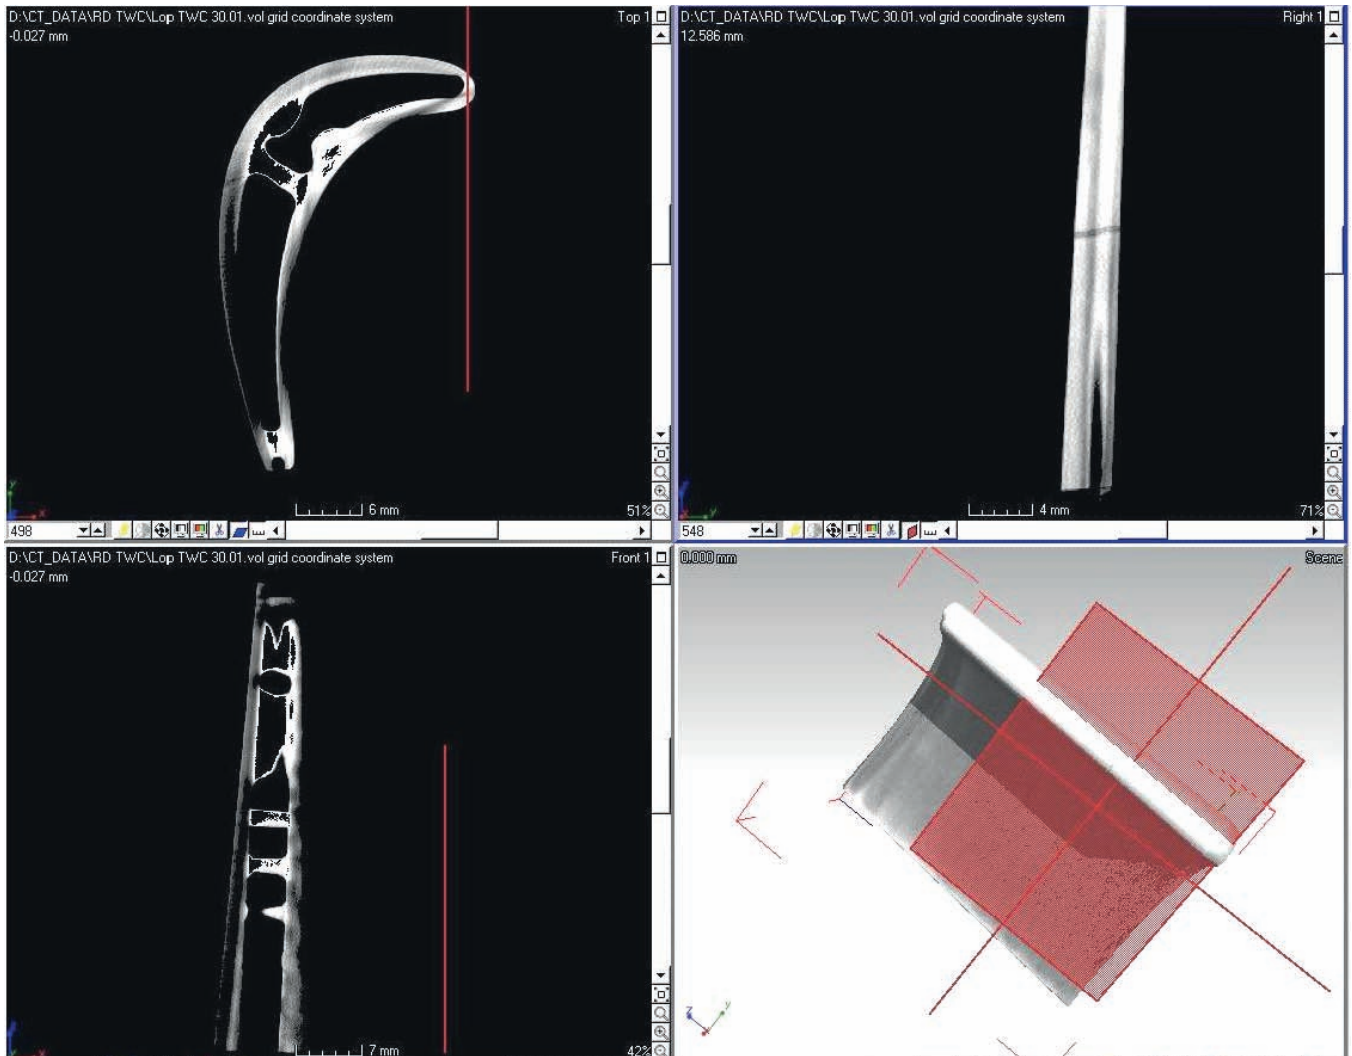 D:\CT_DATA\RD TWC\Lop TWC 30.01.vol grid coordinate system Top 1
-0.027 mm
6 mm
51%
498
D:\CT_DATA\RD TWC\Lop TWC 30.01.vol grid coordinate system Right 1
12.586 mm
4 mm
71%
548
D:\CT_DATA\RD TWC\Lop TWC 30.01.vol grid coordinate system Front 1
-0.027 mm
7 mm
42%
0.000 mm Scene
z y